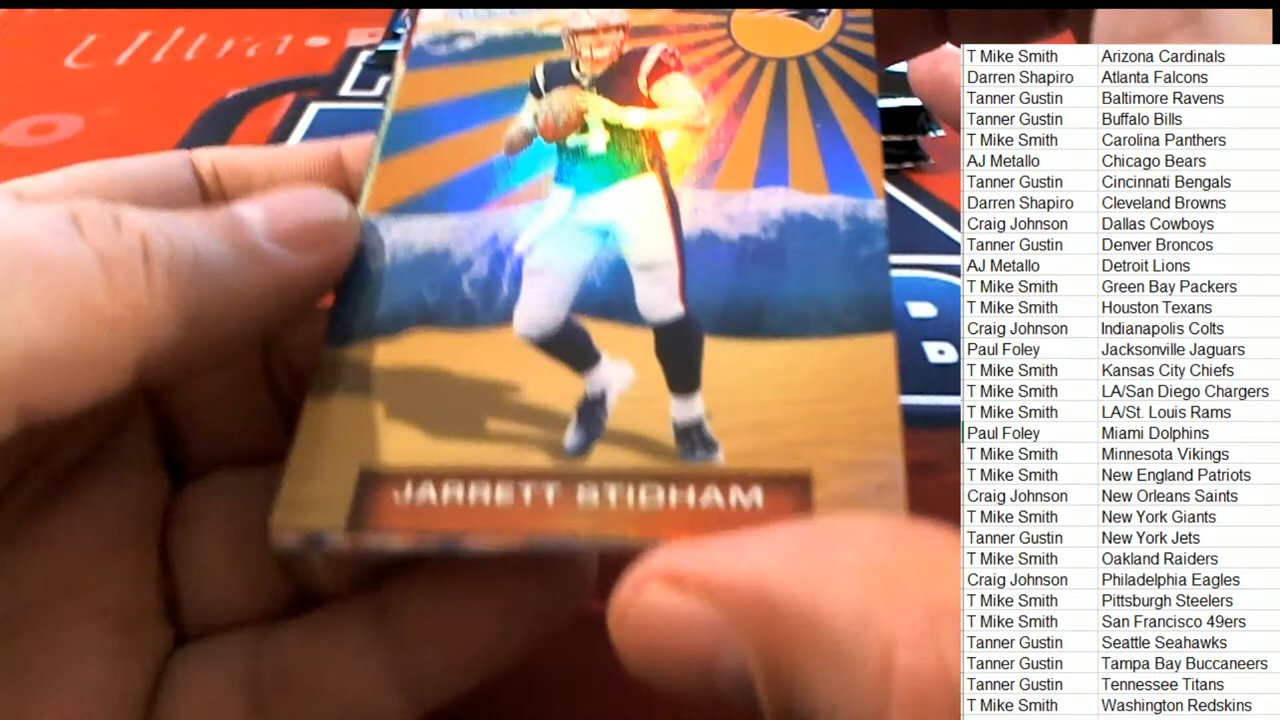 Ultra
JARRETT STIDHAM
T Mike Smith Arizona Cardinals
Darren Shapiro Atlanta Falcons
Tanner Gustin Baltimore Ravens
Tanner Gustin Buffalo Bills
T Mike Smith Carolina Panthers
AJ Metallo Chicago Bears
Tanner Gustin Cincinnati Bengals
Darren Shapiro Cleveland Browns
Craig Johnson Dallas Cowboys
Tanner Gustin Denver Broncos
AJ Metallo Detroit Lions
T Mike Smith Green Bay Packers
T Mike Smith Houston Texans
Craig Johnson Indianapolis Colts
Paul Foley Jacksonville Jaguars
T Mike Smith Kansas City Chiefs
T Mike Smith LA/San Diego Chargers
T Mike Smith LA/St. Louis Rams
Paul Foley Miami Dolphins
T Mike Smith Minnesota Vikings
T Mike Smith New England Patriots
Craig Johnson New Orleans Saints
T Mike Smith New York Giants
Tanner Gustin New York Jets
T Mike Smith Oakland Raiders
Craig Johnson Philadelphia Eagles
T Mike Smith Pittsburgh Steelers
T Mike Smith San Francisco 49ers
Tanner Gustin Seattle Seahawks
Tanner Gustin Tampa Bay Buccaneers
Tanner Gustin Tennessee Titans
T Mike Smith Washington Redskins